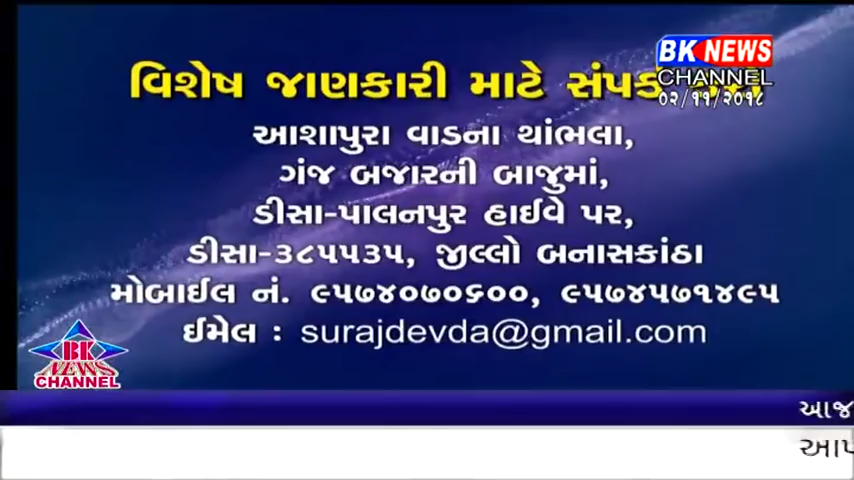 BK NEWS
CHANNEL
૦૨/૧૧/૨૦૧૮
વિશેષ જાણકારી માટે
આશાપુરા વાડના થાંભલા,
ગંજ બજારની બાજુમાં,
ડીસા-પાલનપુર હાઈવે પર,
ડીસા-૩૮૫૫૩૫, જીલ્લો બનાસકાંઠા
મોબાઈલ નં. ૯૫૭૪૦૭૦૬૦૦, ૯૫૭૪૫૭૧૪૯૫
ઈમેલ : surajdevda@gmail.com
BK
NEWS
CHANNEL
આજ